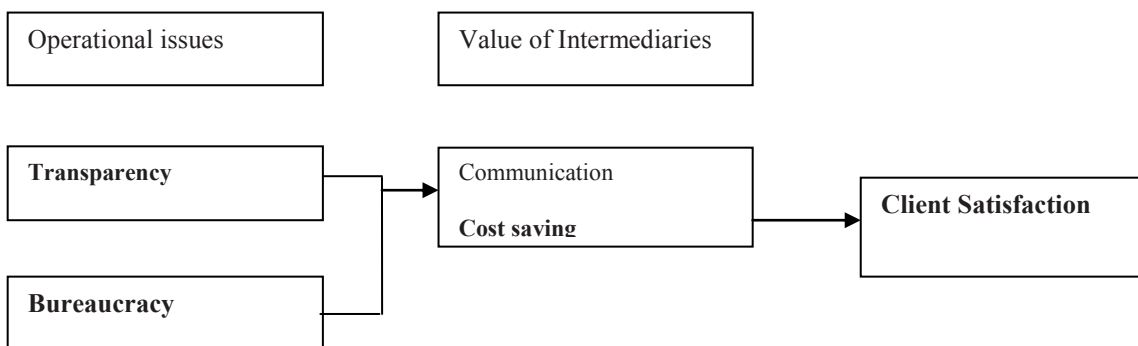 Operational issues
Value of Intermediaries
Transparency
Communication
Cost saving
Client Satisfaction
Bureaucracy